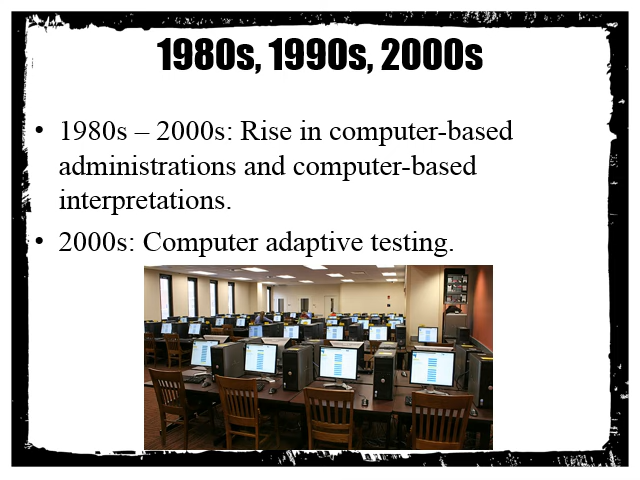 1980s, 1990s, 2000s
• 1980s – 2000s: Rise in computer-based
administrations and computer-based
interpretations.
• 2000s: Computer adaptive testing.